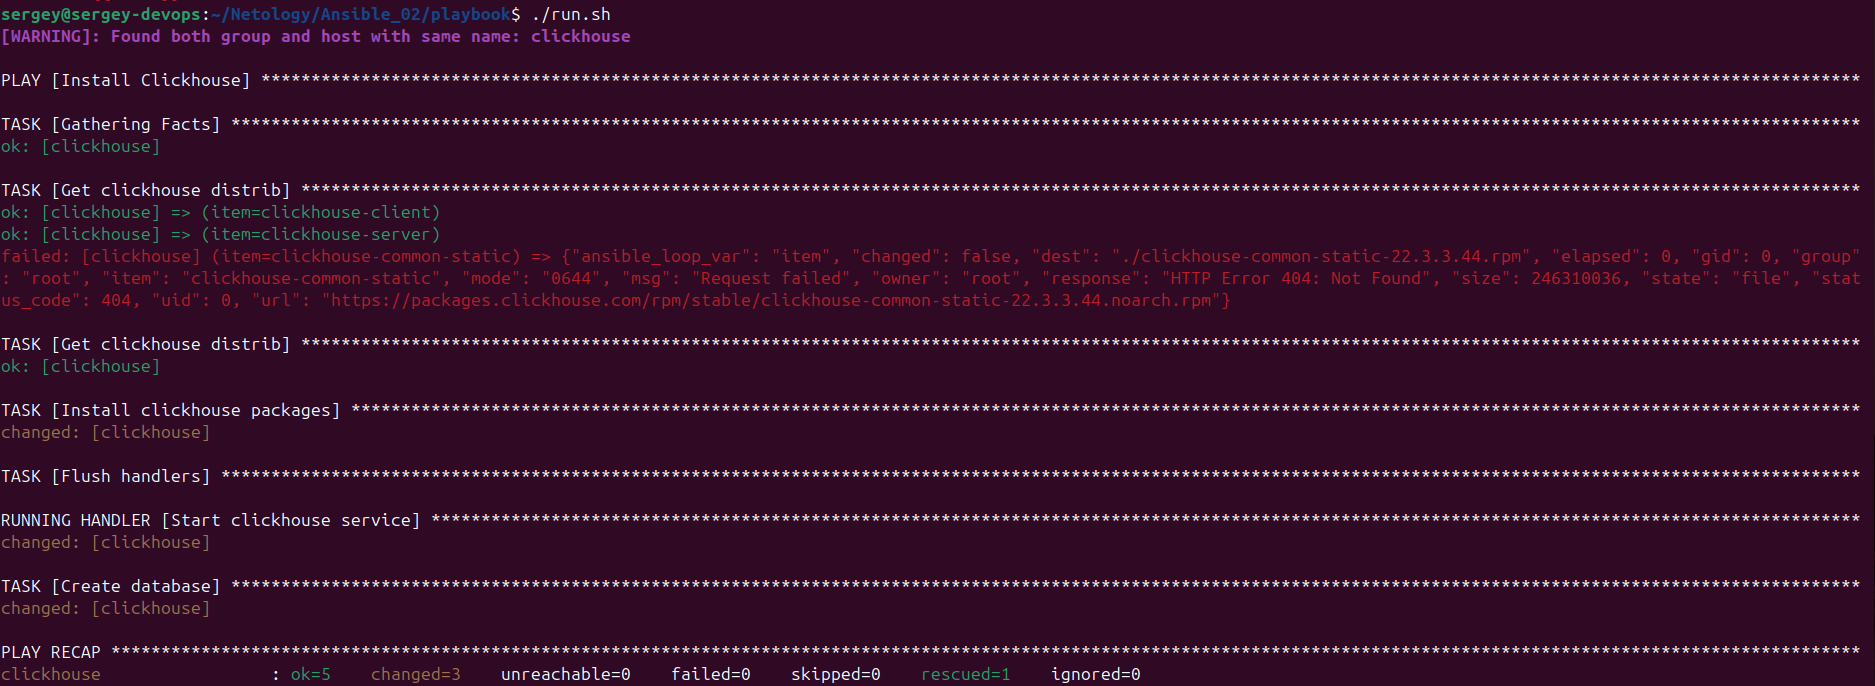 sergey@sergey-devops:~/Netology/Ansible_02/playbook$ ./run.sh
[WARNING]: Found both group and host with same name: clickhouse
PLAY [Install Clickhouse] ****************************************************************************************************************************************************************
TASK [Gathering Facts] *******************************************************************************************************************************************************************
ok: [clickhouse]
TASK [Get clickhouse distrib] ************************************************************************************************************************************************************
ok: [clickhouse] => (item=clickhouse-client)
ok: [clickhouse] => (item=clickhouse-server)
failed: [clickhouse] (item=clickhouse-common-static) => {"ansible_loop_var": "item", "changed": false, "dest": "./clickhouse-common-static-22.3.3.44.rpm", "elapsed": 0, "gid": 0, "group"
: "root", "item": "clickhouse-common-static", "mode": "0644", "msg": "Request failed", "owner": "root", "response": "HTTP Error 404: Not Found", "size": 246310036, "state": "file", "stat
us_code": 404, "uid": 0, "url": "https://packages.clickhouse.com/rpm/stable/clickhouse-common-static-22.3.3.44.noarch.rpm"}
TASK [Get clickhouse distrib] ************************************************************************************************************************************************************
ok: [clickhouse]
TASK [Install clickhouse packages] *******************************************************************************************************************************************************
changed: [clickhouse]
TASK [Flush handlers] ********************************************************************************************************************************************************************
RUNNING HANDLER [Start clickhouse service] ***********************************************************************************************************************************************
changed: [clickhouse]
TASK [Create database] *******************************************************************************************************************************************************************
changed: [clickhouse]
PLAY RECAP *******************************************************************************************************************************************************************************
clickhouse                 : ok=5    changed=3    unreachable=0    failed=0    skipped=0    rescued=1    ignored=0